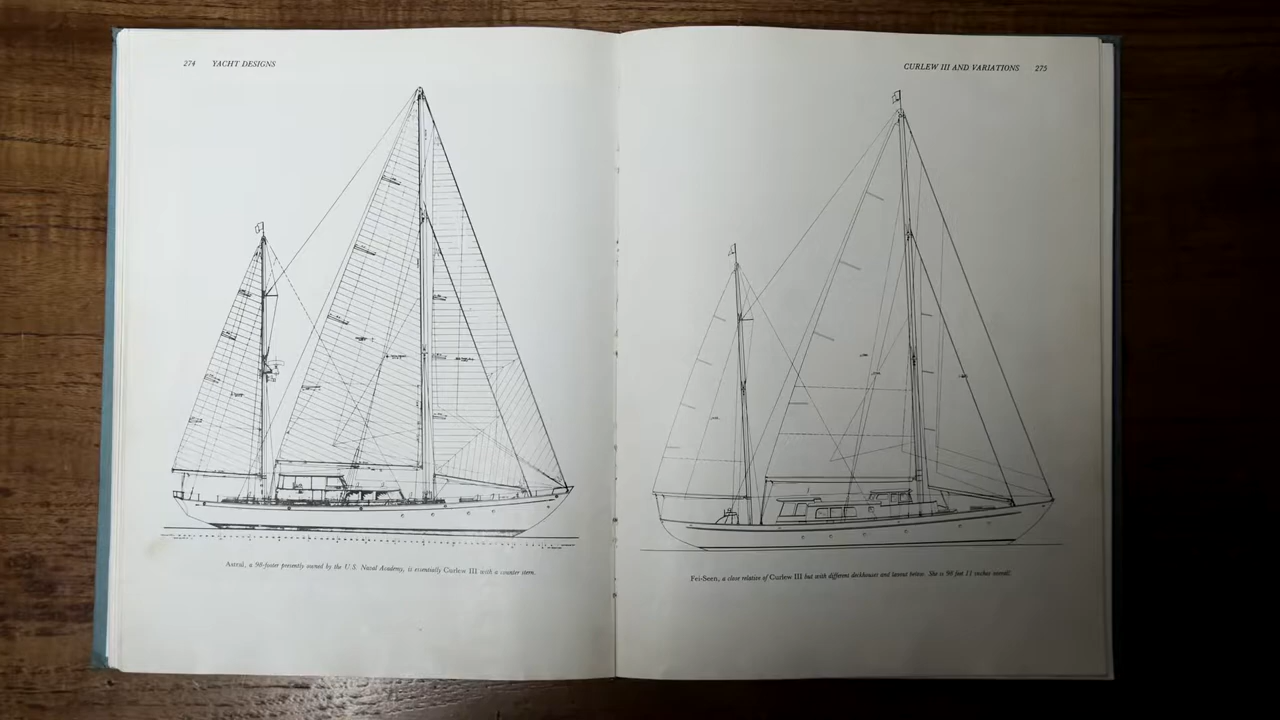 274 YACHT DESIGNS
Astral, a 98-footer presently owned by the U.S. Naval Academy, is essentially Curlew III with a counter stern.
CURLEW III AND VARIATIONS 275
Fei-Seen, a close relative of Curlew III but with different deckhouses and layout below. She is 98 feet 11 inches overall.